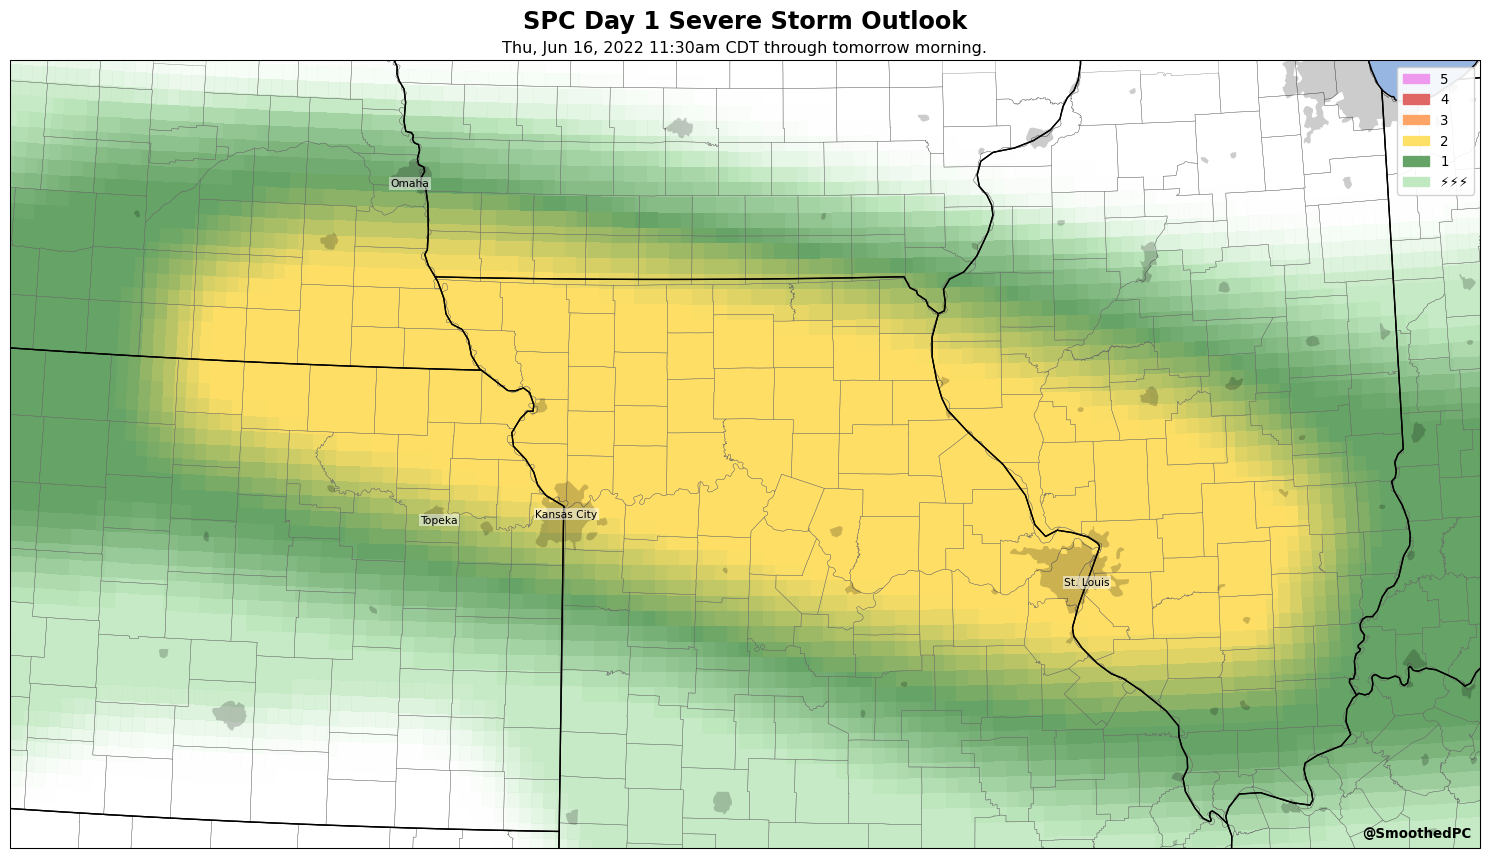 SPC Day 1 Severe Storm Outlook
Thu, Jun 16, 2022 11:30am CDT through tomorrow morning.
5
4
3
2
1
⚡⚡⚡
Omaha
Kansas City
Topeka
St. Louis
@SmoothedPC